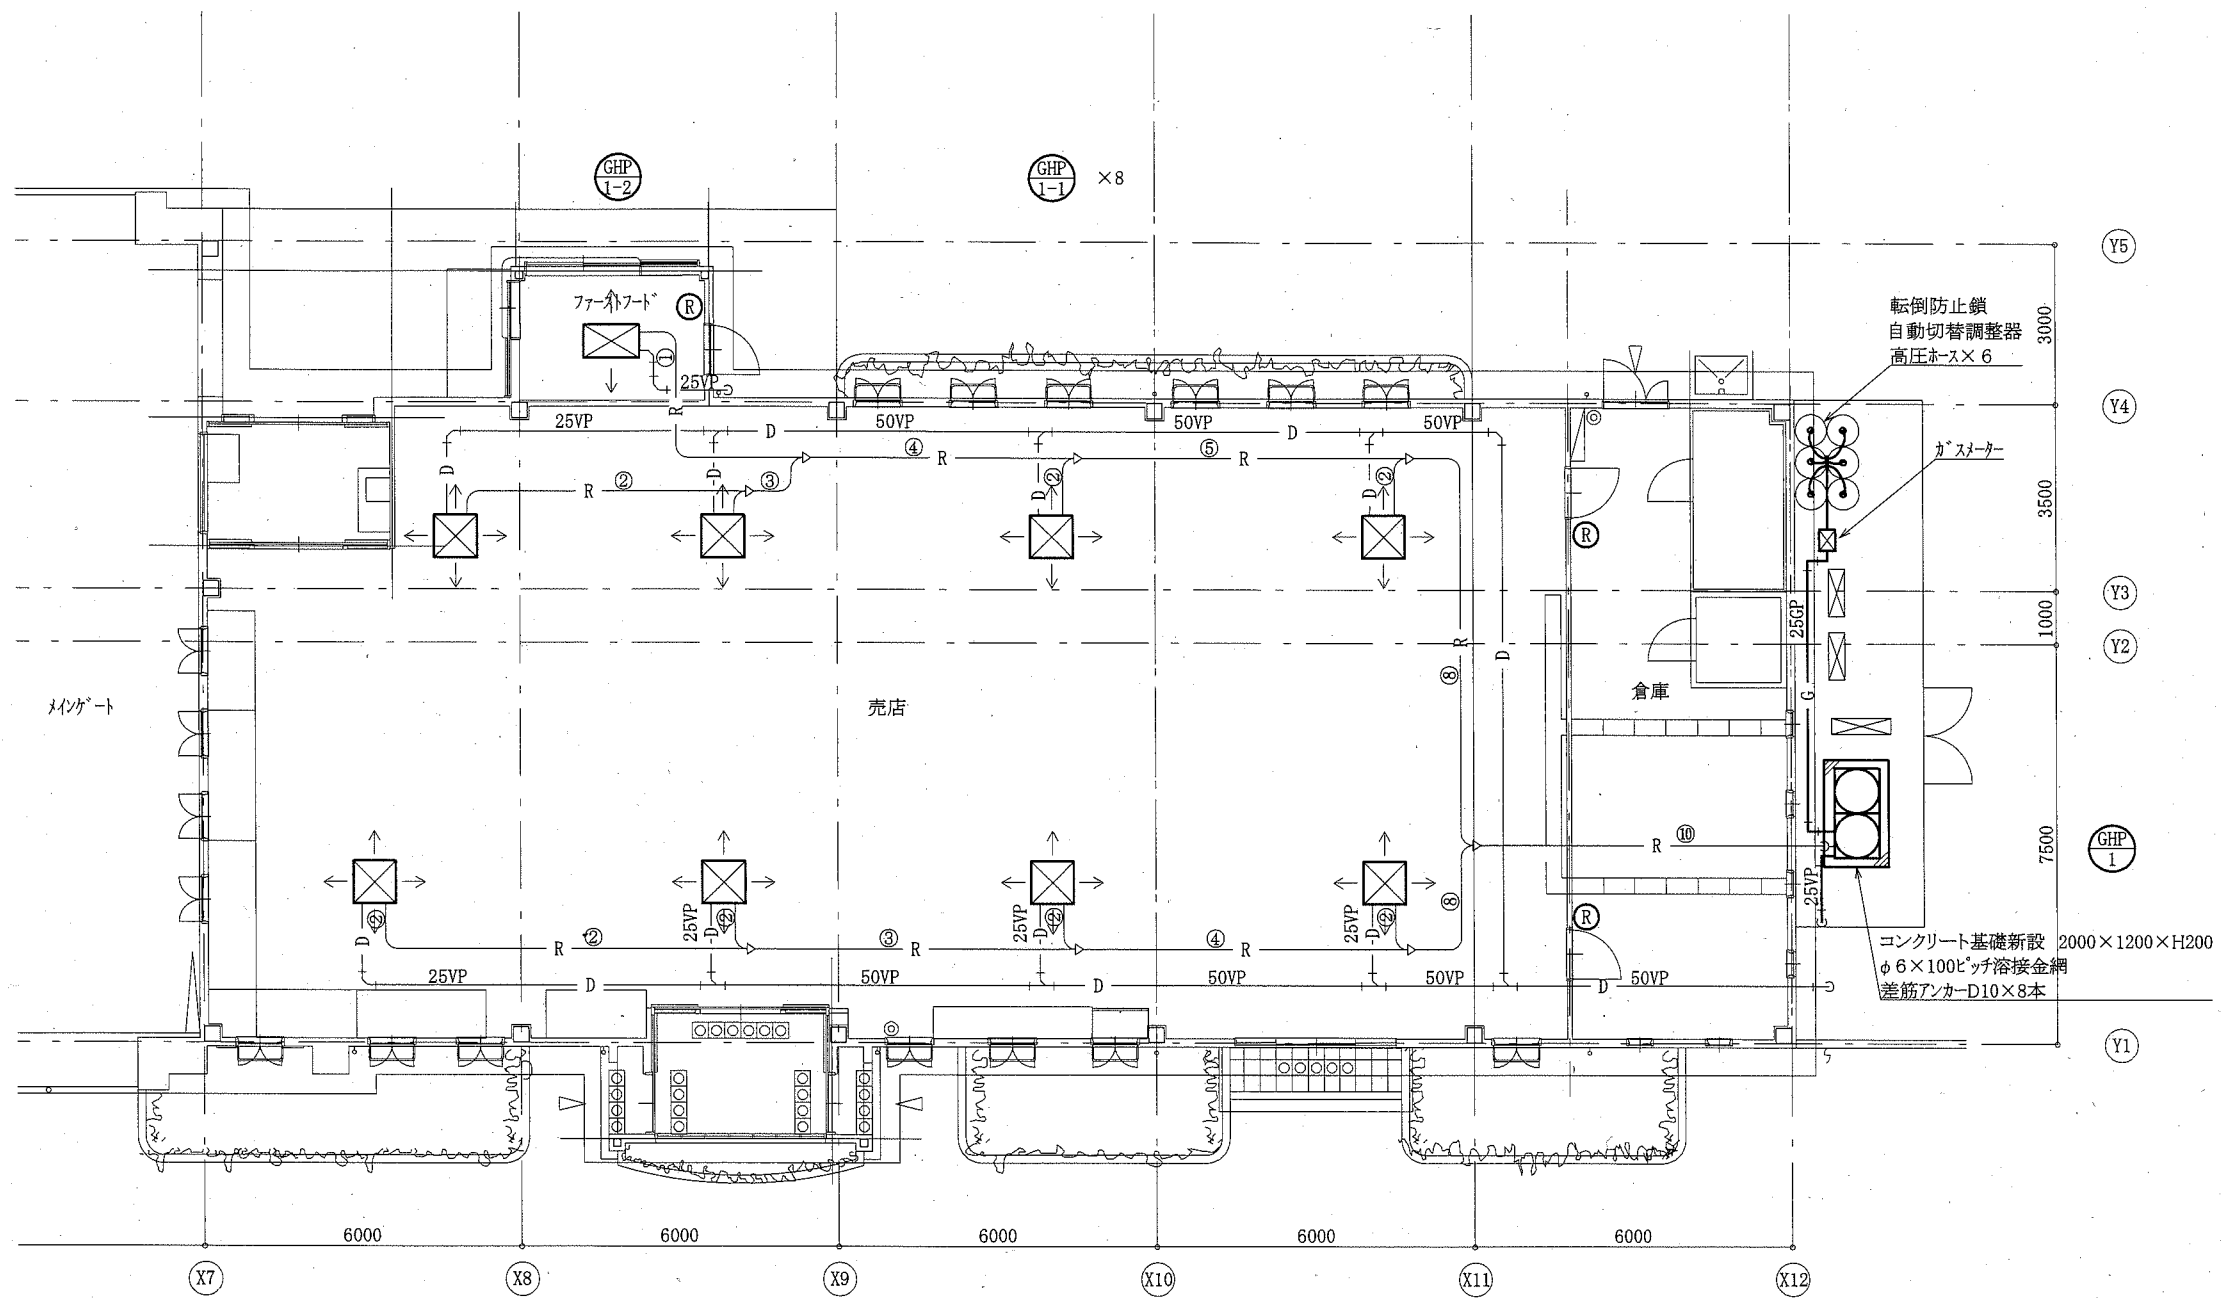 GHP
1-2
GHP
1-1
×8
Y5
ファーストフード
R
転倒防止鎖
自動切替調整器
高圧ホース×6
3000
①
25VP
R
Y4
25VP
D
50VP
50VP
D
50VP
④
R
⑤
R
ガスメーター
D
R
②
D
③
D
②
D
②
3500
R
Y3
25GP
1000
R
D
Y2
⑧
倉庫
G
メインゲート
売店
7500
R
⑩
GHP
1
25VP
⑧
R
②
25VP
②
25VP
②
25VP
②
D
D
D
D
R
②
③
R
④
R
コンクリート基礎新設 2000×1200×H200
φ6×100ピッチ溶接金網
差筋アンカーD10×8本
25VP
D
50VP
D
50VP
50VP
D
50VP
Y1
6000
6000
6000
6000
6000
X7
X8
X9
X10
X11
X12